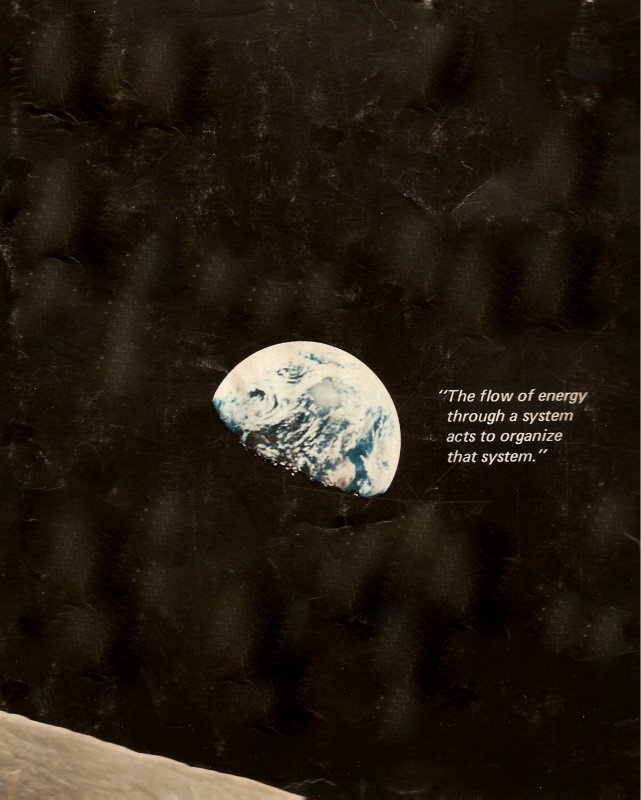 “The flow of energy
through a system
acts to organize
that system.”